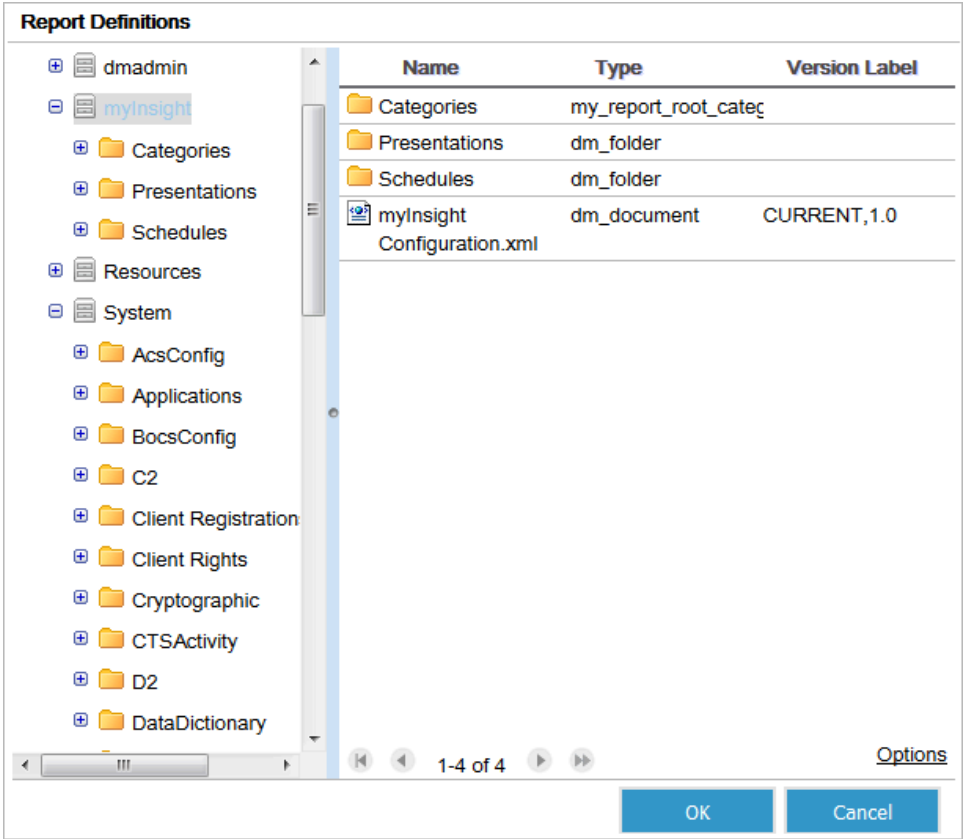 Report Definitions
dmadmin
myInsight
Categories
Presentations
Schedules
Resources
System
AcsConfig
Applications
BocsConfig
C2
Client Registration
Client Rights
Cryptographic
CTSActivity
D2
DataDictionary
Name Type Version Label
Categories my_report_root_categ
Presentations dm_folder
Schedules dm_folder
myInsight dm_document CURRENT,1.0
Configuration.xml
1-4 of 4
Options
OK Cancel